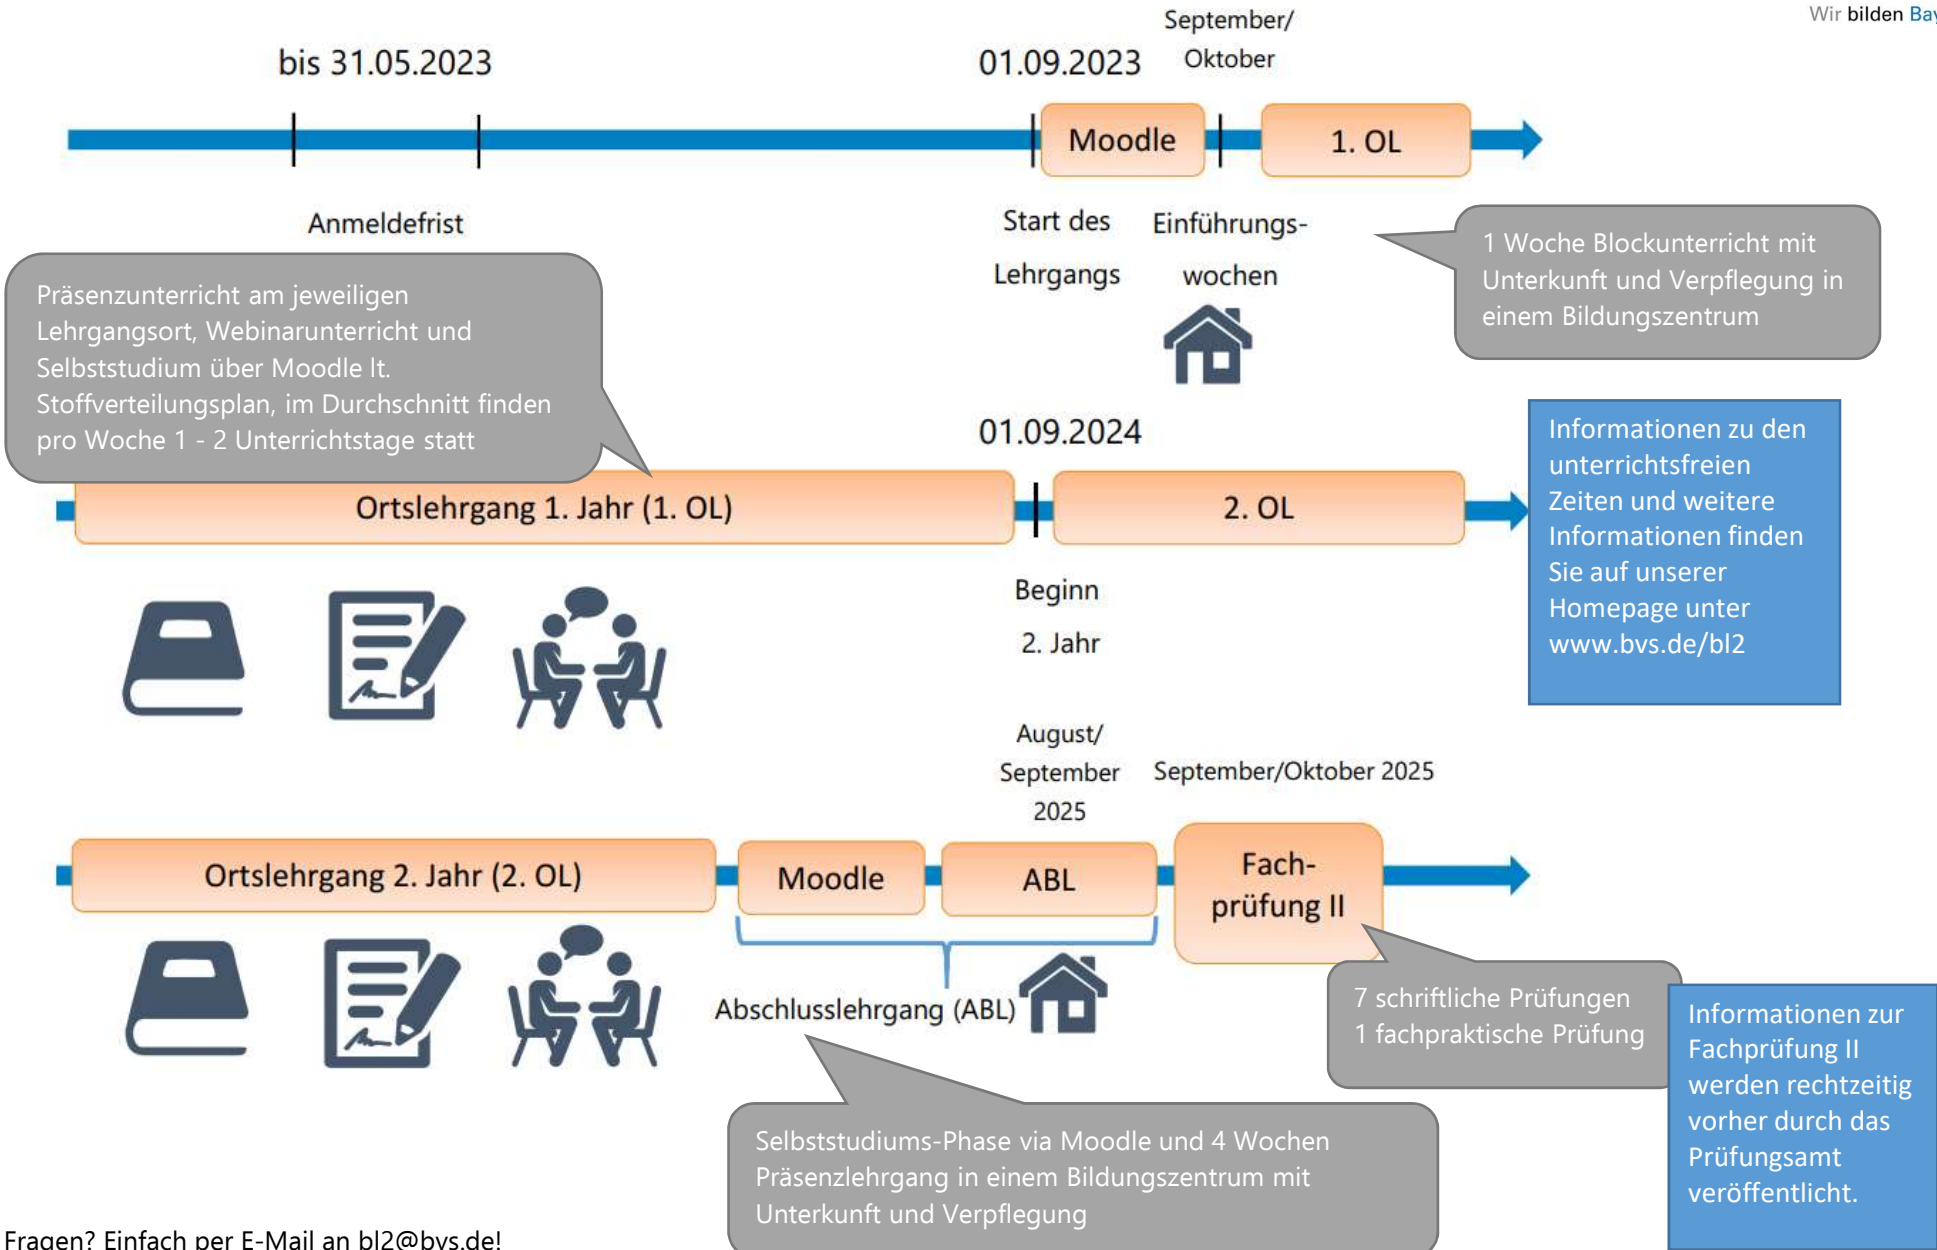 Wir bilden Bay
bis 31.05.2023
01.09.2023
September/
Oktober
Moodle
1. OL
Anmeldefrist
Start des
Lehrgangs
Einführungs-
wochen
1 Woche Blockunterricht mit
Unterkunft und Verpflegung in
einem Bildungszentrum
Präsenzunterricht am jeweiligen
Lehrgangsort, Webinarunterricht und
Selbststudium über Moodle lt.
Stoffverteilungsplan, im Durchschnitt finden
pro Woche 1 - 2 Unterrichtstage statt
01.09.2024
Ortslehrgang 1. Jahr (1. OL)
2. OL
Beginn
2. Jahr
Informationen zu den
unterrichtsfreien
Zeiten und weitere
Informationen finden
Sie auf unserer
Homepage unter
www.bvs.de/bl2
August/
September
2025
September/Oktober 2025
Ortslehrgang 2. Jahr (2. OL)
Moodle
ABL
Fach-
prüfung II
Abschlusslehrgang (ABL)
7 schriftliche Prüfungen
1 fachpraktische Prüfung
Informationen zur
Fachprüfung II
werden rechtzeitig
vorher durch das
Prüfungsamt
veröffentlicht.
Selbststudiums-Phase via Moodle und 4 Wochen
Präsenzlehrgang in einem Bildungszentrum mit
Unterkunft und Verpflegung
Fragen? Einfach per E-Mail an bl2@bvs.de!